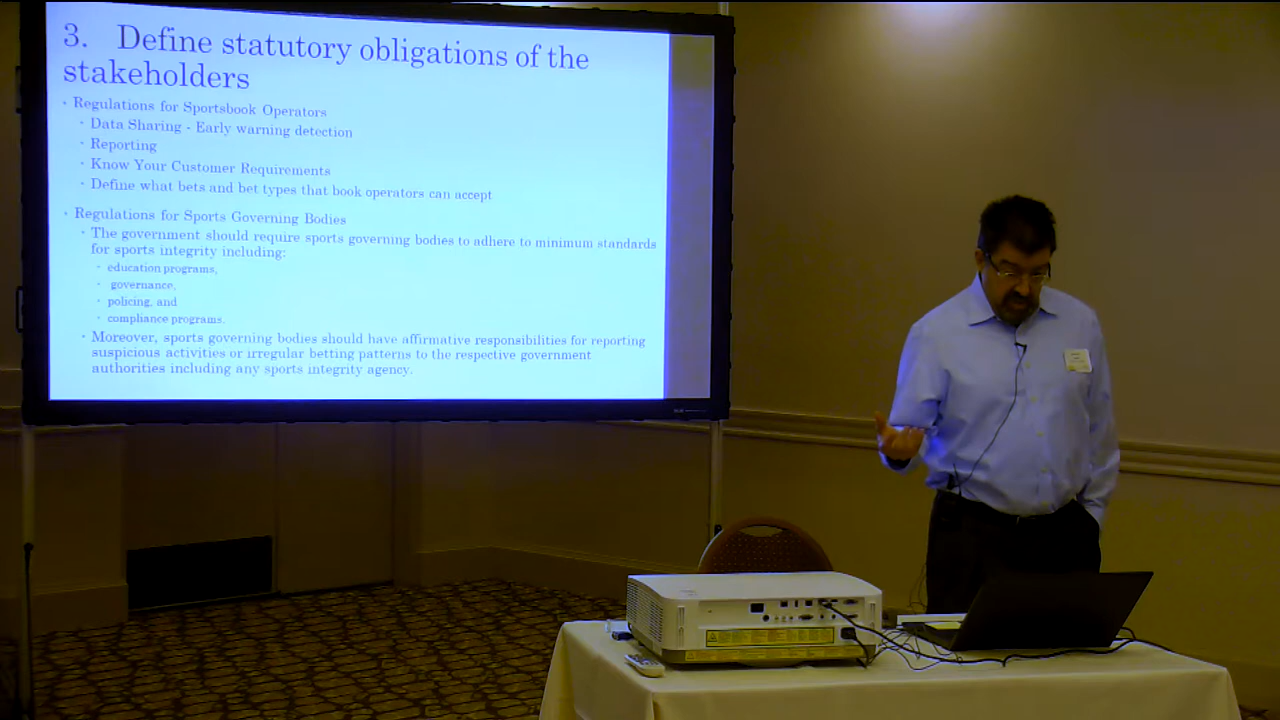 3. Define statutory obligations of the
stakeholders
• Regulations for Sportsbook Operators
• Data Sharing - Early warning detection
• Reporting
• Know Your Customer Requirements
• Define what bets and bet types that book operators can accept
• Regulations for Sports Governing Bodies
• The government should require sports governing bodies to adhere to minimum standards
for sports integrity including:
• education programs,
• governance,
• policing, and
• compliance programs.
• Moreover, sports governing bodies should have affirmative responsibilities for reporting
suspicious activities or irregular betting patterns to the respective government
authorities including any sports integrity agency.